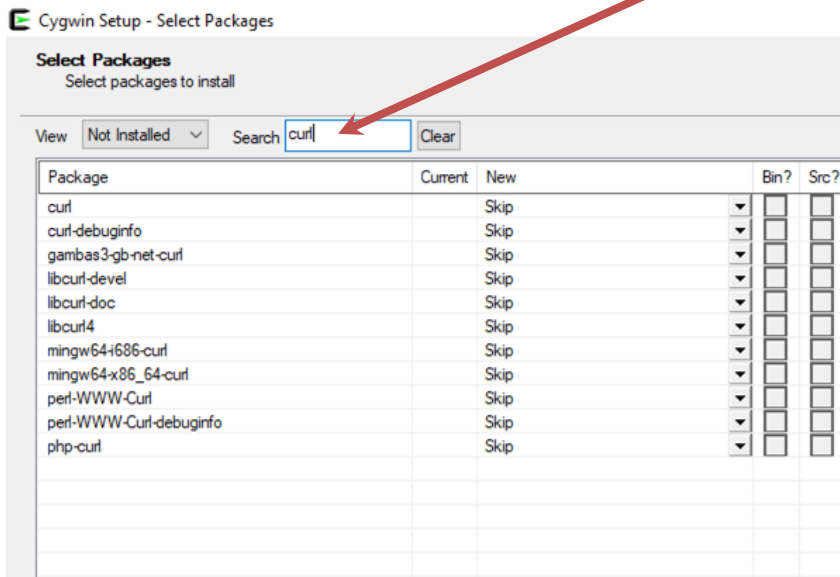 Cygwin Setup - Select Packages
Select Packages
Select packages to install
View Not Installed Search curl Clear
Package Current New Bin? Src?
curl Skip
curl-debuginfo Skip
gambas3-gb-net-curl Skip
libcurl-devel Skip
libcurl-doc Skip
libcurl4 Skip
mingw64-i686-curl Skip
mingw64-x86_64-curl Skip
perl-WWW-Curl Skip
perl-WWW-Curl-debuginfo Skip
php-curl Skip